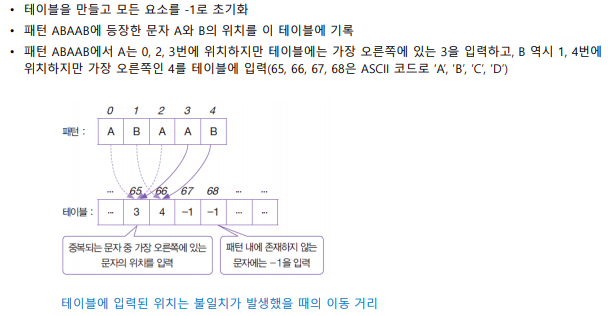 • 테이블을 만들고 모든 요소를 -1로 초기화
• 패턴 ABAAB에 등장한 문자 A와 B의 위치를 이 테이블에 기록
• 패턴 ABAAB에서 A는 0, 2, 3번에 위치하지만 테이블에는 가장 오른쪽에 있는 3을 입력하고, B 역시 1, 4번에
위치하지만 가장 오른쪽인 4를 테이블에 입력(65, 66, 67, 68은 ASCII 코드로 ‘A’, ‘B’, ‘C’, ‘D’)
0 1 2 3 4
패턴 : A B A A B
... 65 66 67 68 ... ...
테이블 : ... 3 4 -1 -1 ... ...
중복되는 문자 중 가장 오른쪽에 있는
문자의 위치를 입력
패턴 내에 존재하지 않는
문자에는 -1을 입력
테이블에 입력된 위치는 불일치가 발생했을 때의 이동 거리